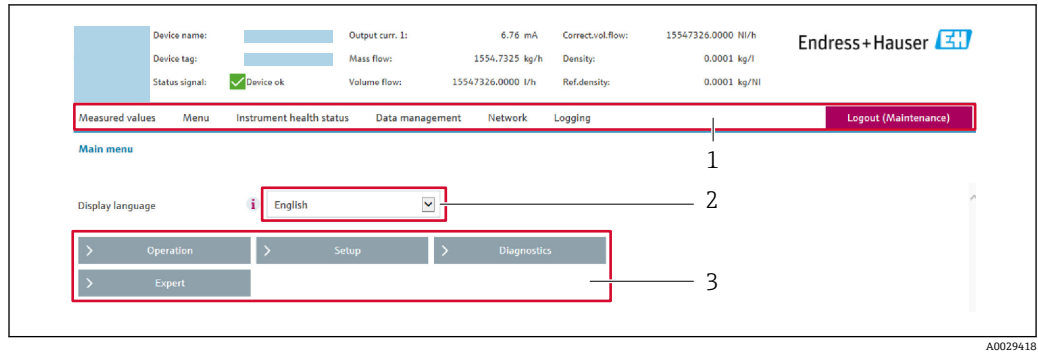 Device name: Output curr. 1: 6.76 mA Correct.vol.flow: 15547326.0000 Nl/h
Endress+Hauser EH
Device tag: Mass flow: 1554.7325 kg/h Density: 0.0001 kg/l
Status signal: Device ok Volume flow: 15547326.0000 l/h Ref.density: 0.0001 kg/Nl
Measured values Menu Instrument health status Data management Network Logging Logout (Maintenance)
1
Main menu
Display language i English 2
> Operation > Setup > Diagnostics
> Expert 3
A0029418